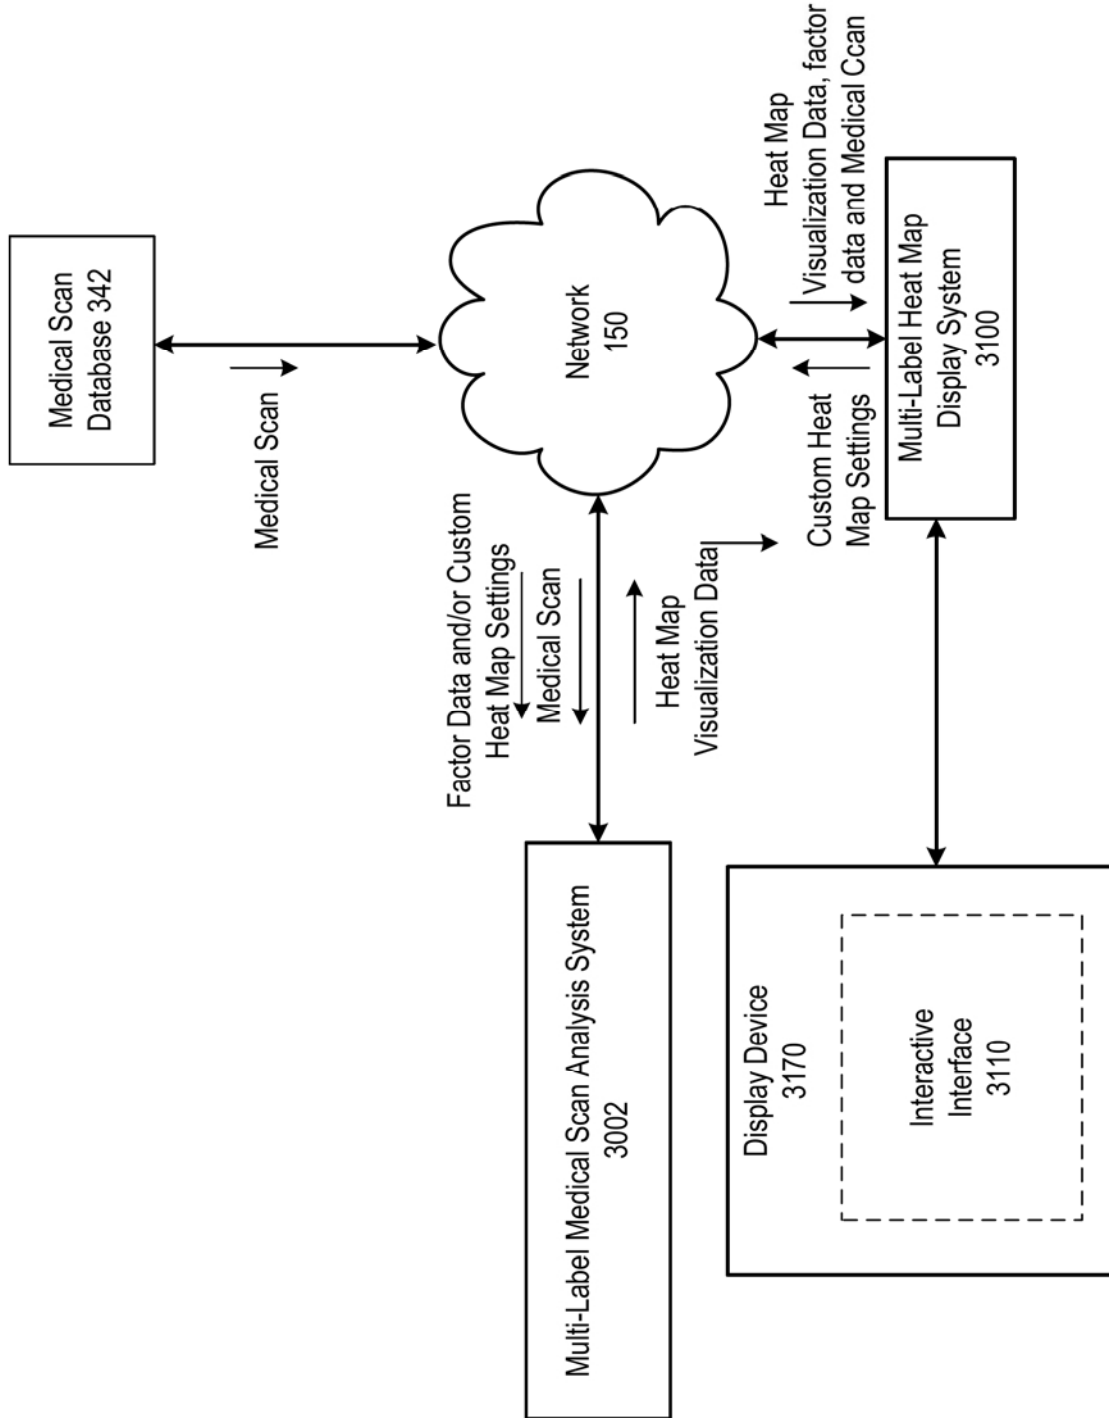 Medical Scan
Database 342
Medical Scan
Network
150
Factor Data and/or Custom
Heat Map Settings
Medical Scan
Heat Map
Visualization Data
Heat Map
Visualization Data, factor
data and Medical Ccan
Custom Heat
Map Settings
Multi-Label Medical Scan Analysis System
3002
Multi-Label Heat Map
Display System
3100
Display Device
3170
Interactive
Interface
3110